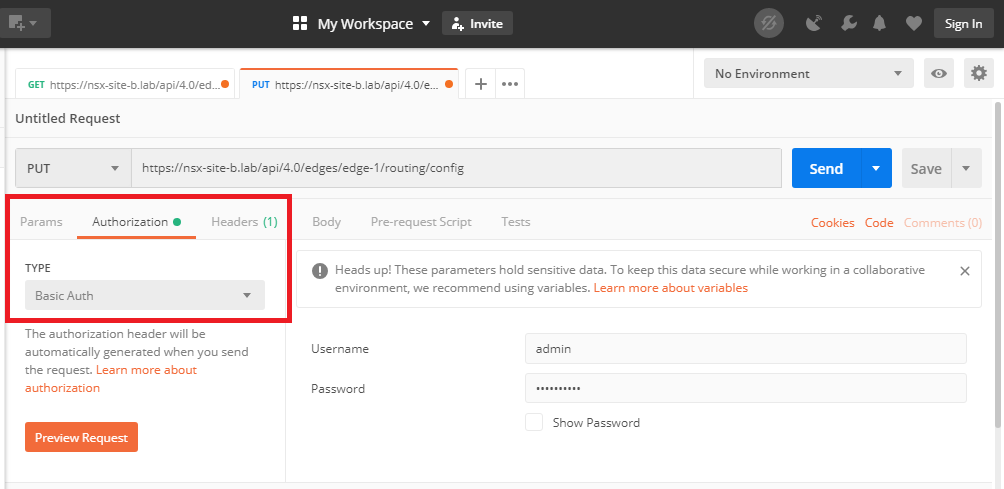 My Workspace
Invite
Sign In
GET https://nsx-site-b.lab/api/4.0/ed...
PUT https://nsx-site-b.lab/api/4.0/e...
No Environment
Untitled Request
PUT https://nsx-site-b.lab/api/4.0/edges/edge-1/routing/config Send Save
Params Authorization Headers (1) Body Pre-request Script Tests Cookies Code Comments (0)
TYPE
Basic Auth
The authorization header will be
automatically generated when you send
the request. Learn more about
authorization
Preview Request
Heads up! These parameters hold sensitive data. To keep this data secure while working in a collaborative
environment, we recommend using variables. Learn more about variables
Username admin
Password ••••••••••
Show Password